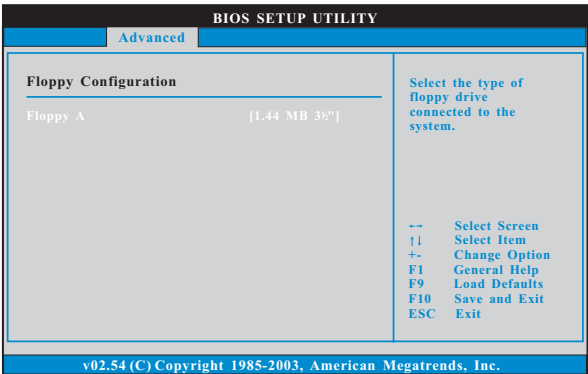 BIOS SETUP UTILITY
Advanced
Floppy Configuration
Floppy A [1.44 MB 3½"]
Select the type of
floppy drive
connected to the
system.
←→ Select Screen
↑↓ Select Item
+- Change Option
F1 General Help
F9 Load Defaults
F10 Save and Exit
ESC Exit
v02.54 (C) Copyright 1985-2003, American Megatrends, Inc.